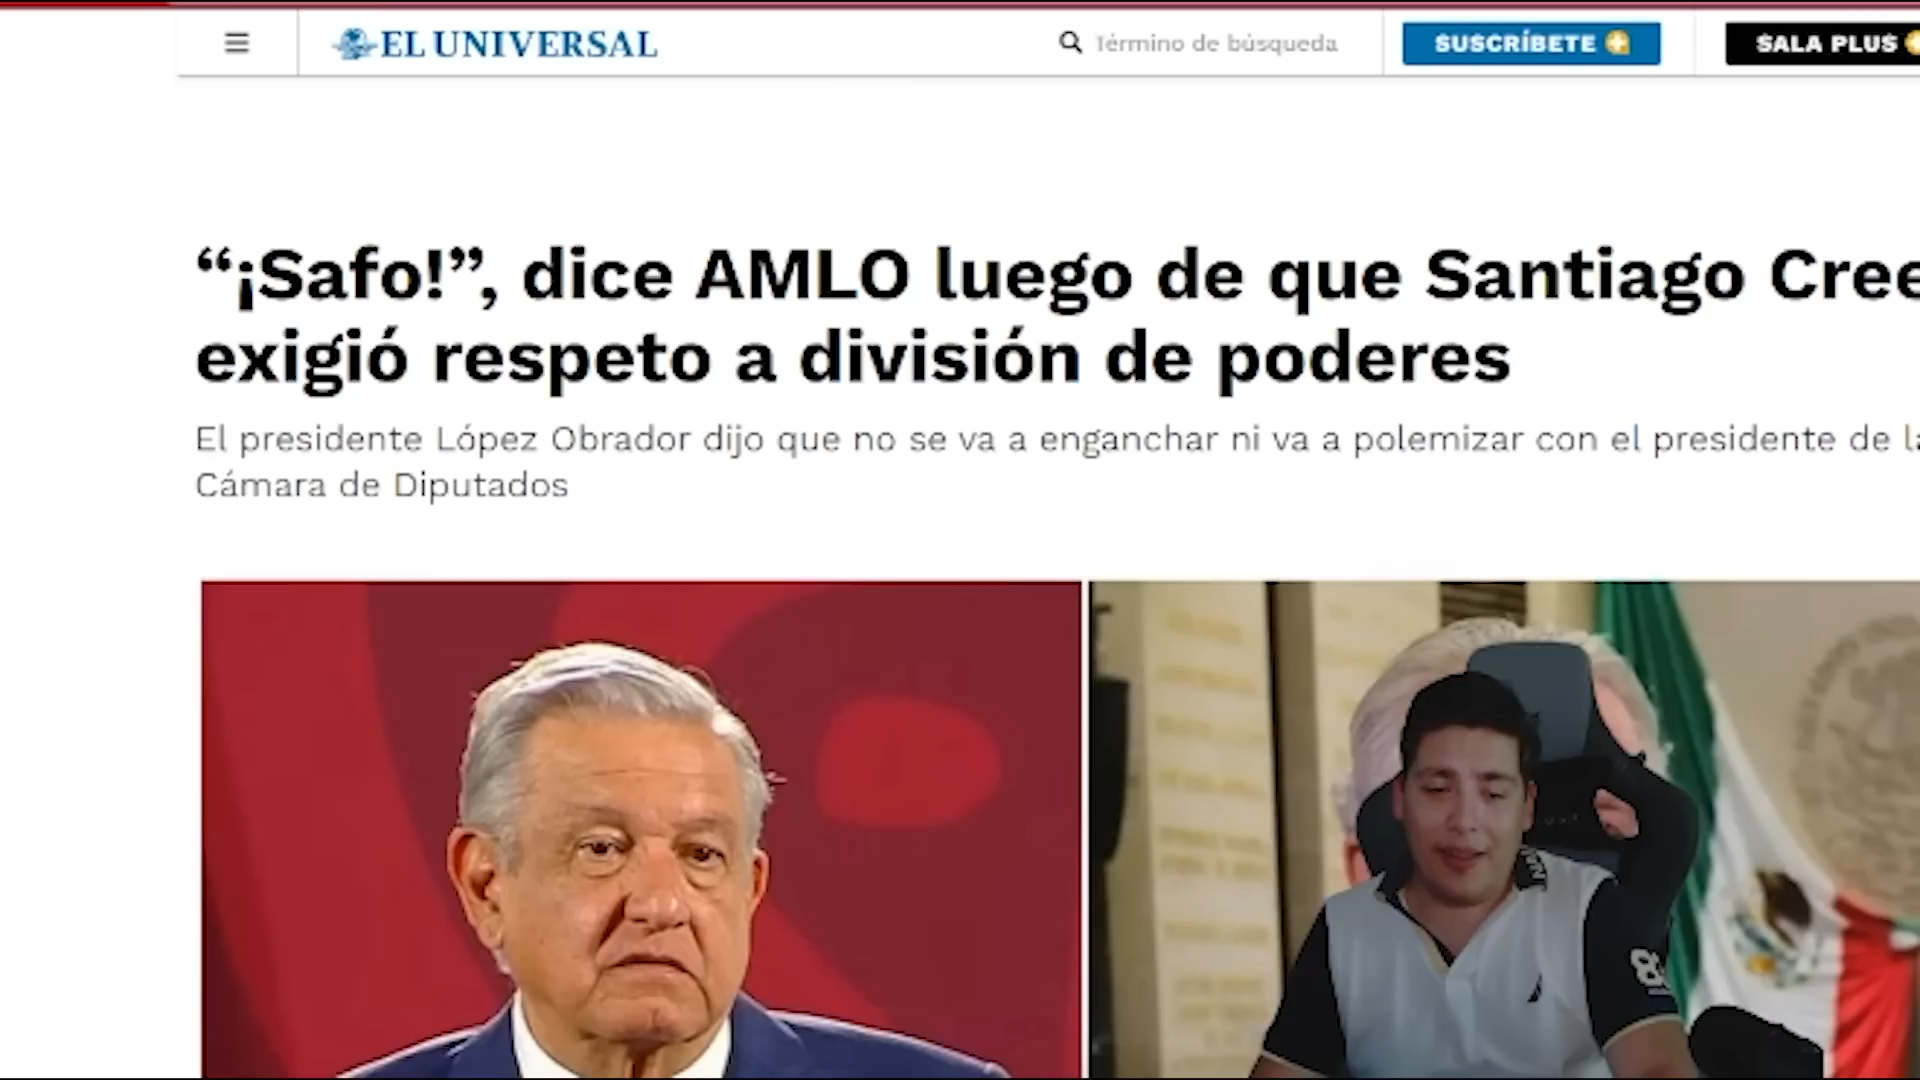 EL UNIVERSAL
Término de búsqueda
SUSCRÍBETE
SALA PLUS
“¡Safo!”, dice AMLO luego de que Santiago Cree
exigió respeto a división de poderes
El presidente López Obrador dijo que no se va a enganchar ni va a polemizar con el presidente de la
Cámara de Diputados